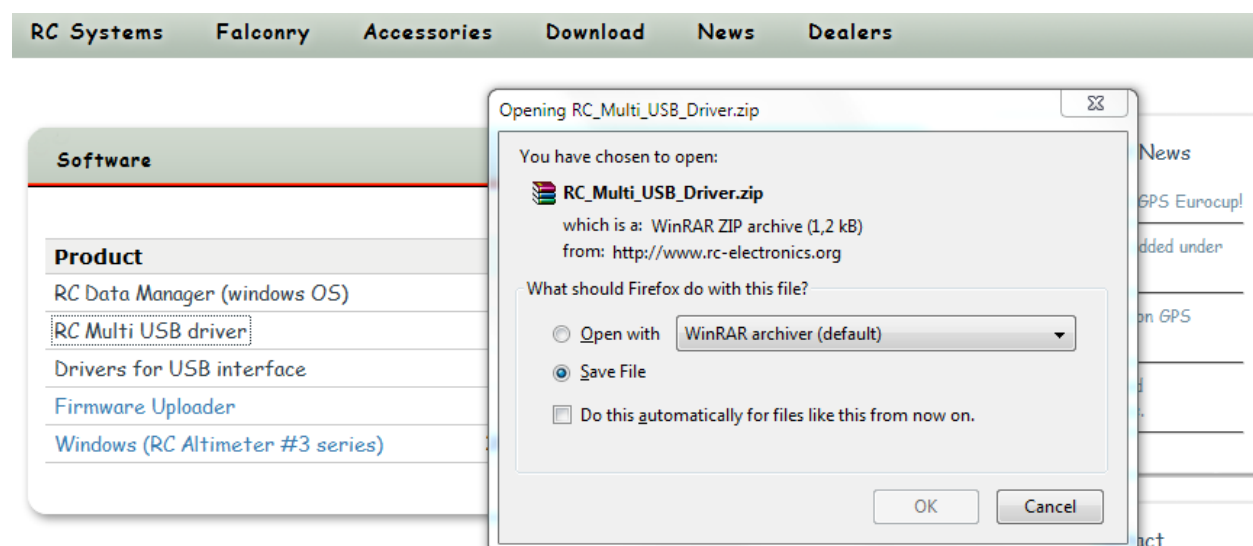 RC Systems Falconry Accessories Download News Dealers
Software
Product
RC Data Manager (windows OS)
RC Multi USB driver
Drivers for USB interface
Firmware Uploader
Windows (RC Altimeter #3 series)
Opening RC_Multi_USB_Driver.zip
You have chosen to open:
RC_Multi_USB_Driver.zip
which is a: WinRAR ZIP archive (1,2 kB)
from: http://www.rc-electronics.org
What should Firefox do with this file?
Open with WinRAR archiver (default)
Save File
Do this automatically for files like this from now on.
OK Cancel
News
GPS Eurocup!
under
GPS